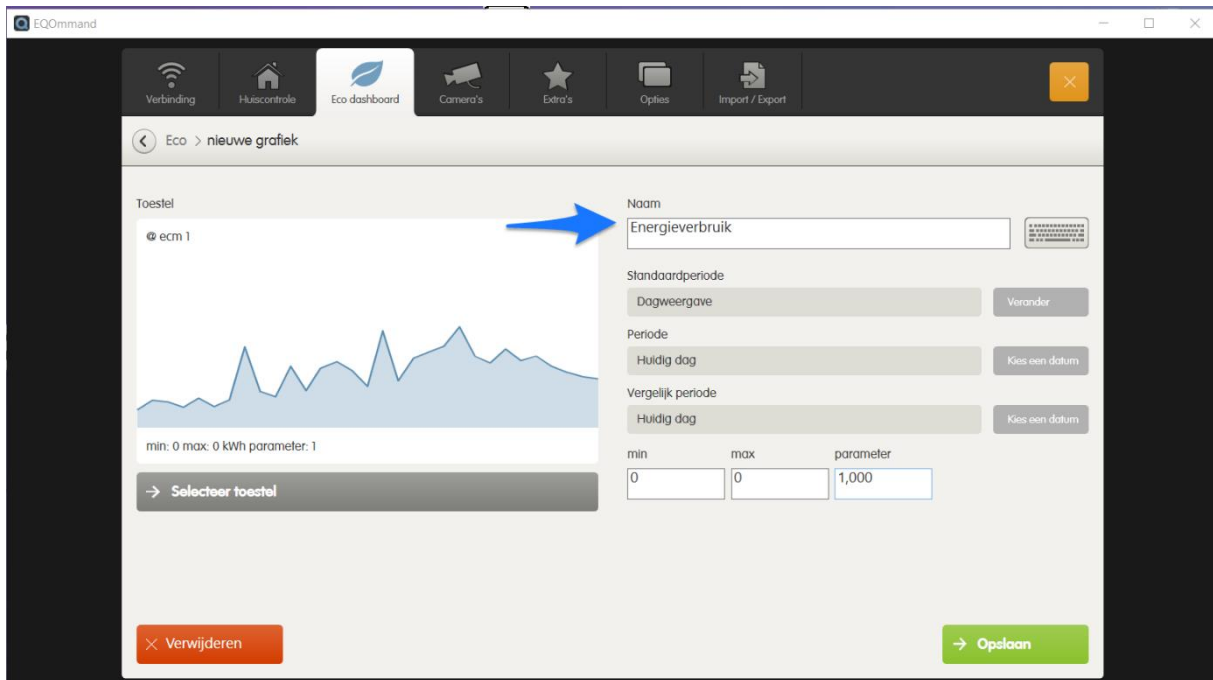 EQOmmand
Verbinding
Huiscontrole
Eco dashboard
Camera's
Extra's
Opties
Import / Export
Eco > nieuwe grafiek
Toestel
@ ecm 1
min: 0 max: 0 kWh parameter: 1
Selecteer toestel
Naam
Energieverbruik
Standaardperiode
Dagweergave
Verander
Periode
Huidig dag
Kies een datum
Vergelijk periode
Huidig dag
Kies een datum
min max parameter
0 0 1,000
Verwijderen
Opslaan